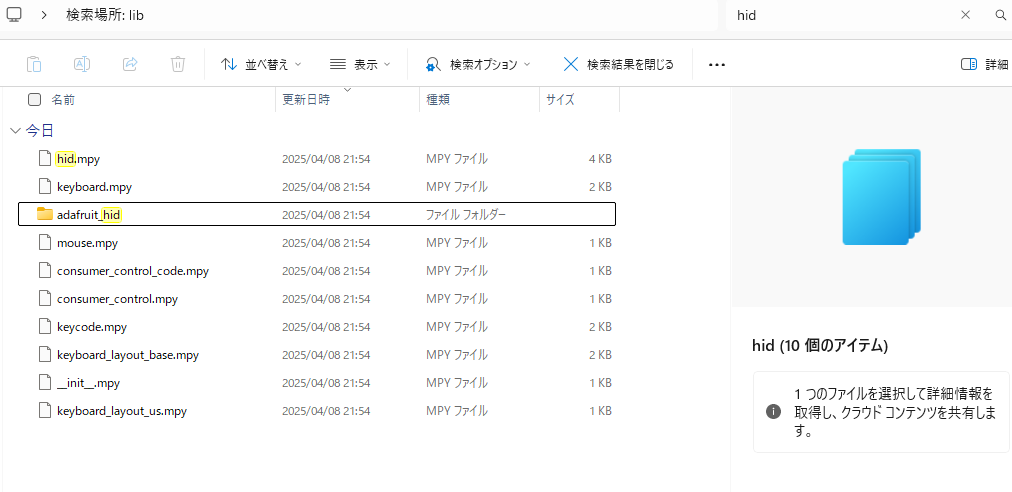 検索場所: lib
hid
並べ替え
表示
検索オプション
検索結果を閉じる
詳細
名前 更新日時 種類 サイズ
今日
hid.mpy 2025/04/08 21:54 MPY ファイル 4 KB
keyboard.mpy 2025/04/08 21:54 MPY ファイル 2 KB
adafruit_hid 2025/04/08 21:54 ファイル フォルダー
mouse.mpy 2025/04/08 21:54 MPY ファイル 1 KB
consumer_control_code.mpy 2025/04/08 21:54 MPY ファイル 1 KB
consumer_control.mpy 2025/04/08 21:54 MPY ファイル 1 KB
keycode.mpy 2025/04/08 21:54 MPY ファイル 2 KB
keyboard_layout_base.mpy 2025/04/08 21:54 MPY ファイル 2 KB
__init__.mpy 2025/04/08 21:54 MPY ファイル 1 KB
keyboard_layout_us.mpy 2025/04/08 21:54 MPY ファイル 1 KB
hid (10 個のアイテム)
1 つのファイルを選択して詳細情報を
取得し、クラウド コンテンツを共有しま
す。